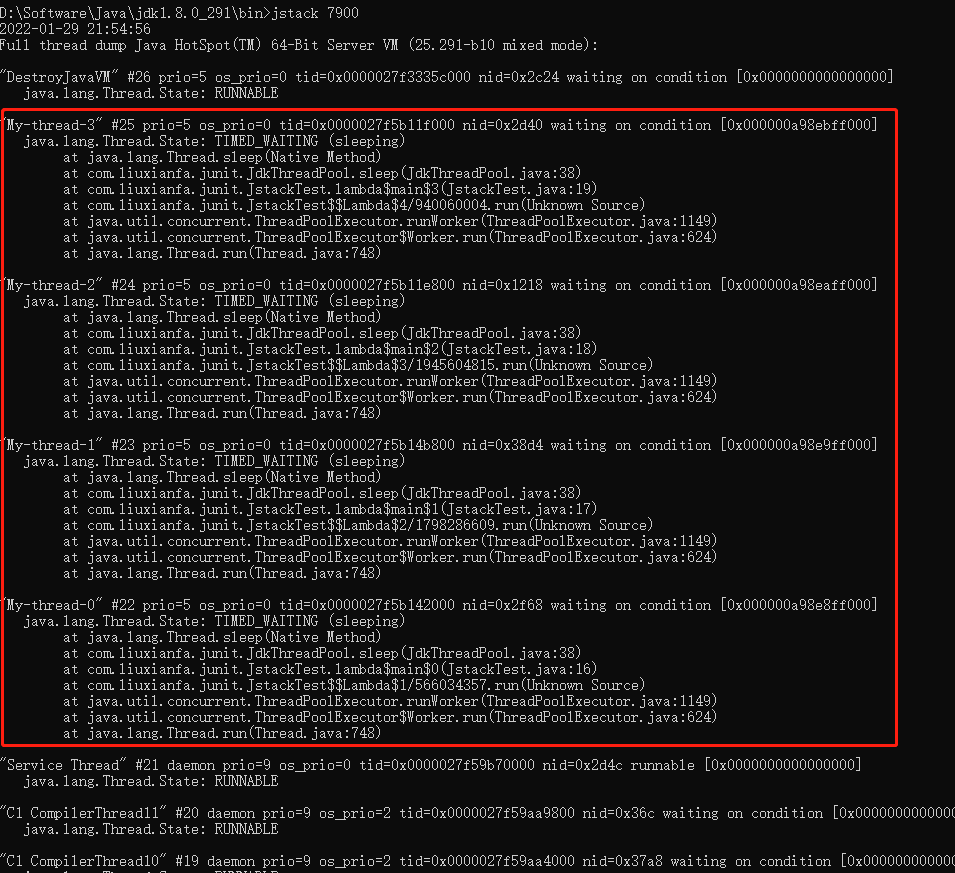 D:\Software\Java\jdk1.8.0_291\bin>jstack 7900
2022-01-29 21:54:56
Full thread dump Java HotSpot(TM) 64-Bit Server VM (25.291-b10 mixed mode):
"DestroyJavaVM" #26 prio=5 os_prio=0 tid=0x0000027f3335c000 nid=0x2c24 waiting on condition [0x0000000000000000]
java.lang.Thread.State: RUNNABLE
"My-thread-3" #25 prio=5 os_prio=0 tid=0x0000027f5b11f000 nid=0x2d40 waiting on condition [0x000000a98ebff000]
java.lang.Thread.State: TIMED_WAITING (sleeping)
at java.lang.Thread.sleep(Native Method)
at com.liuxianfa.junit.JdkThreadPool.sleep(JdkThreadPool.java:38)
at com.liuxianfa.junit.JstackTest.lambda$main$3(JstackTest.java:19)
at com.liuxianfa.junit.JstackTest$$Lambda$4/940060004.run(Unknown Source)
at java.util.concurrent.ThreadPoolExecutor.runWorker(ThreadPoolExecutor.java:1149)
at java.util.concurrent.ThreadPoolExecutor$Worker.run(ThreadPoolExecutor.java:624)
at java.lang.Thread.run(Thread.java:748)
"My-thread-2" #24 prio=5 os_prio=0 tid=0x0000027f5b11e800 nid=0x1218 waiting on condition [0x000000a98eaff000]
java.lang.Thread.State: TIMED_WAITING (sleeping)
at java.lang.Thread.sleep(Native Method)
at com.liuxianfa.junit.JdkThreadPool.sleep(JdkThreadPool.java:38)
at com.liuxianfa.junit.JstackTest.lambda$main$2(JstackTest.java:18)
at com.liuxianfa.junit.JstackTest$$Lambda$3/1945604815.run(Unknown Source)
at java.util.concurrent.ThreadPoolExecutor.runWorker(ThreadPoolExecutor.java:1149)
at java.util.concurrent.ThreadPoolExecutor$Worker.run(ThreadPoolExecutor.java:624)
at java.lang.Thread.run(Thread.java:748)
"My-thread-1" #23 prio=5 os_prio=0 tid=0x0000027f5b14b800 nid=0x38d4 waiting on condition [0x000000a98e9ff000]
java.lang.Thread.State: TIMED_WAITING (sleeping)
at java.lang.Thread.sleep(Native Method)
at com.liuxianfa.junit.JdkThreadPool.sleep(JdkThreadPool.java:38)
at com.liuxianfa.junit.JstackTest.lambda$main$1(JstackTest.java:17)
at com.liuxianfa.junit.JstackTest$$Lambda$2/1798286609.run(Unknown Source)
at java.util.concurrent.ThreadPoolExecutor.runWorker(ThreadPoolExecutor.java:1149)
at java.util.concurrent.ThreadPoolExecutor$Worker.run(ThreadPoolExecutor.java:624)
at java.lang.Thread.run(Thread.java:748)
"My-thread-0" #22 prio=5 os_prio=0 tid=0x0000027f5b142000 nid=0x2f68 waiting on condition [0x000000a98e8ff000]
java.lang.Thread.State: TIMED_WAITING (sleeping)
at java.lang.Thread.sleep(Native Method)
at com.liuxianfa.junit.JdkThreadPool.sleep(JdkThreadPool.java:38)
at com.liuxianfa.junit.JstackTest.lambda$main$0(JstackTest.java:16)
at com.liuxianfa.junit.JstackTest$$Lambda$1/566034357.run(Unknown Source)
at java.util.concurrent.ThreadPoolExecutor.runWorker(ThreadPoolExecutor.java:1149)
at java.util.concurrent.ThreadPoolExecutor$Worker.run(ThreadPoolExecutor.java:624)
at java.lang.Thread.run(Thread.java:748)
"Service Thread" #21 daemon prio=9 os_prio=0 tid=0x0000027f59b70000 nid=0x2d4c runnable [0x0000000000000000]
java.lang.Thread.State: RUNNABLE
"C1 CompilerThread11" #20 daemon prio=9 os_prio=2 tid=0x0000027f59aa9800 nid=0x36c waiting on condition [0x0000000000000
java.lang.Thread.State: RUNNABLE
"C1 CompilerThread10" #19 daemon prio=9 os_prio=2 tid=0x0000027f59aa4000 nid=0x37a8 waiting on condition [0x000000000000
java.lang.Thread.State: RUNNABLE